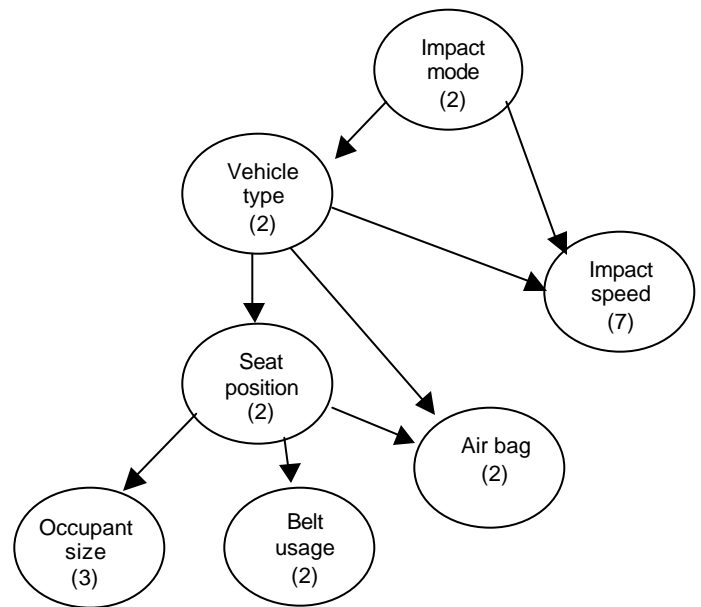 Impact
mode
(2)
Vehicle
type
(2)
Impact
speed
(7)
Seat
position
(2)
Air bag
(2)
Occupant
size
(3)
Belt
usage
(2)